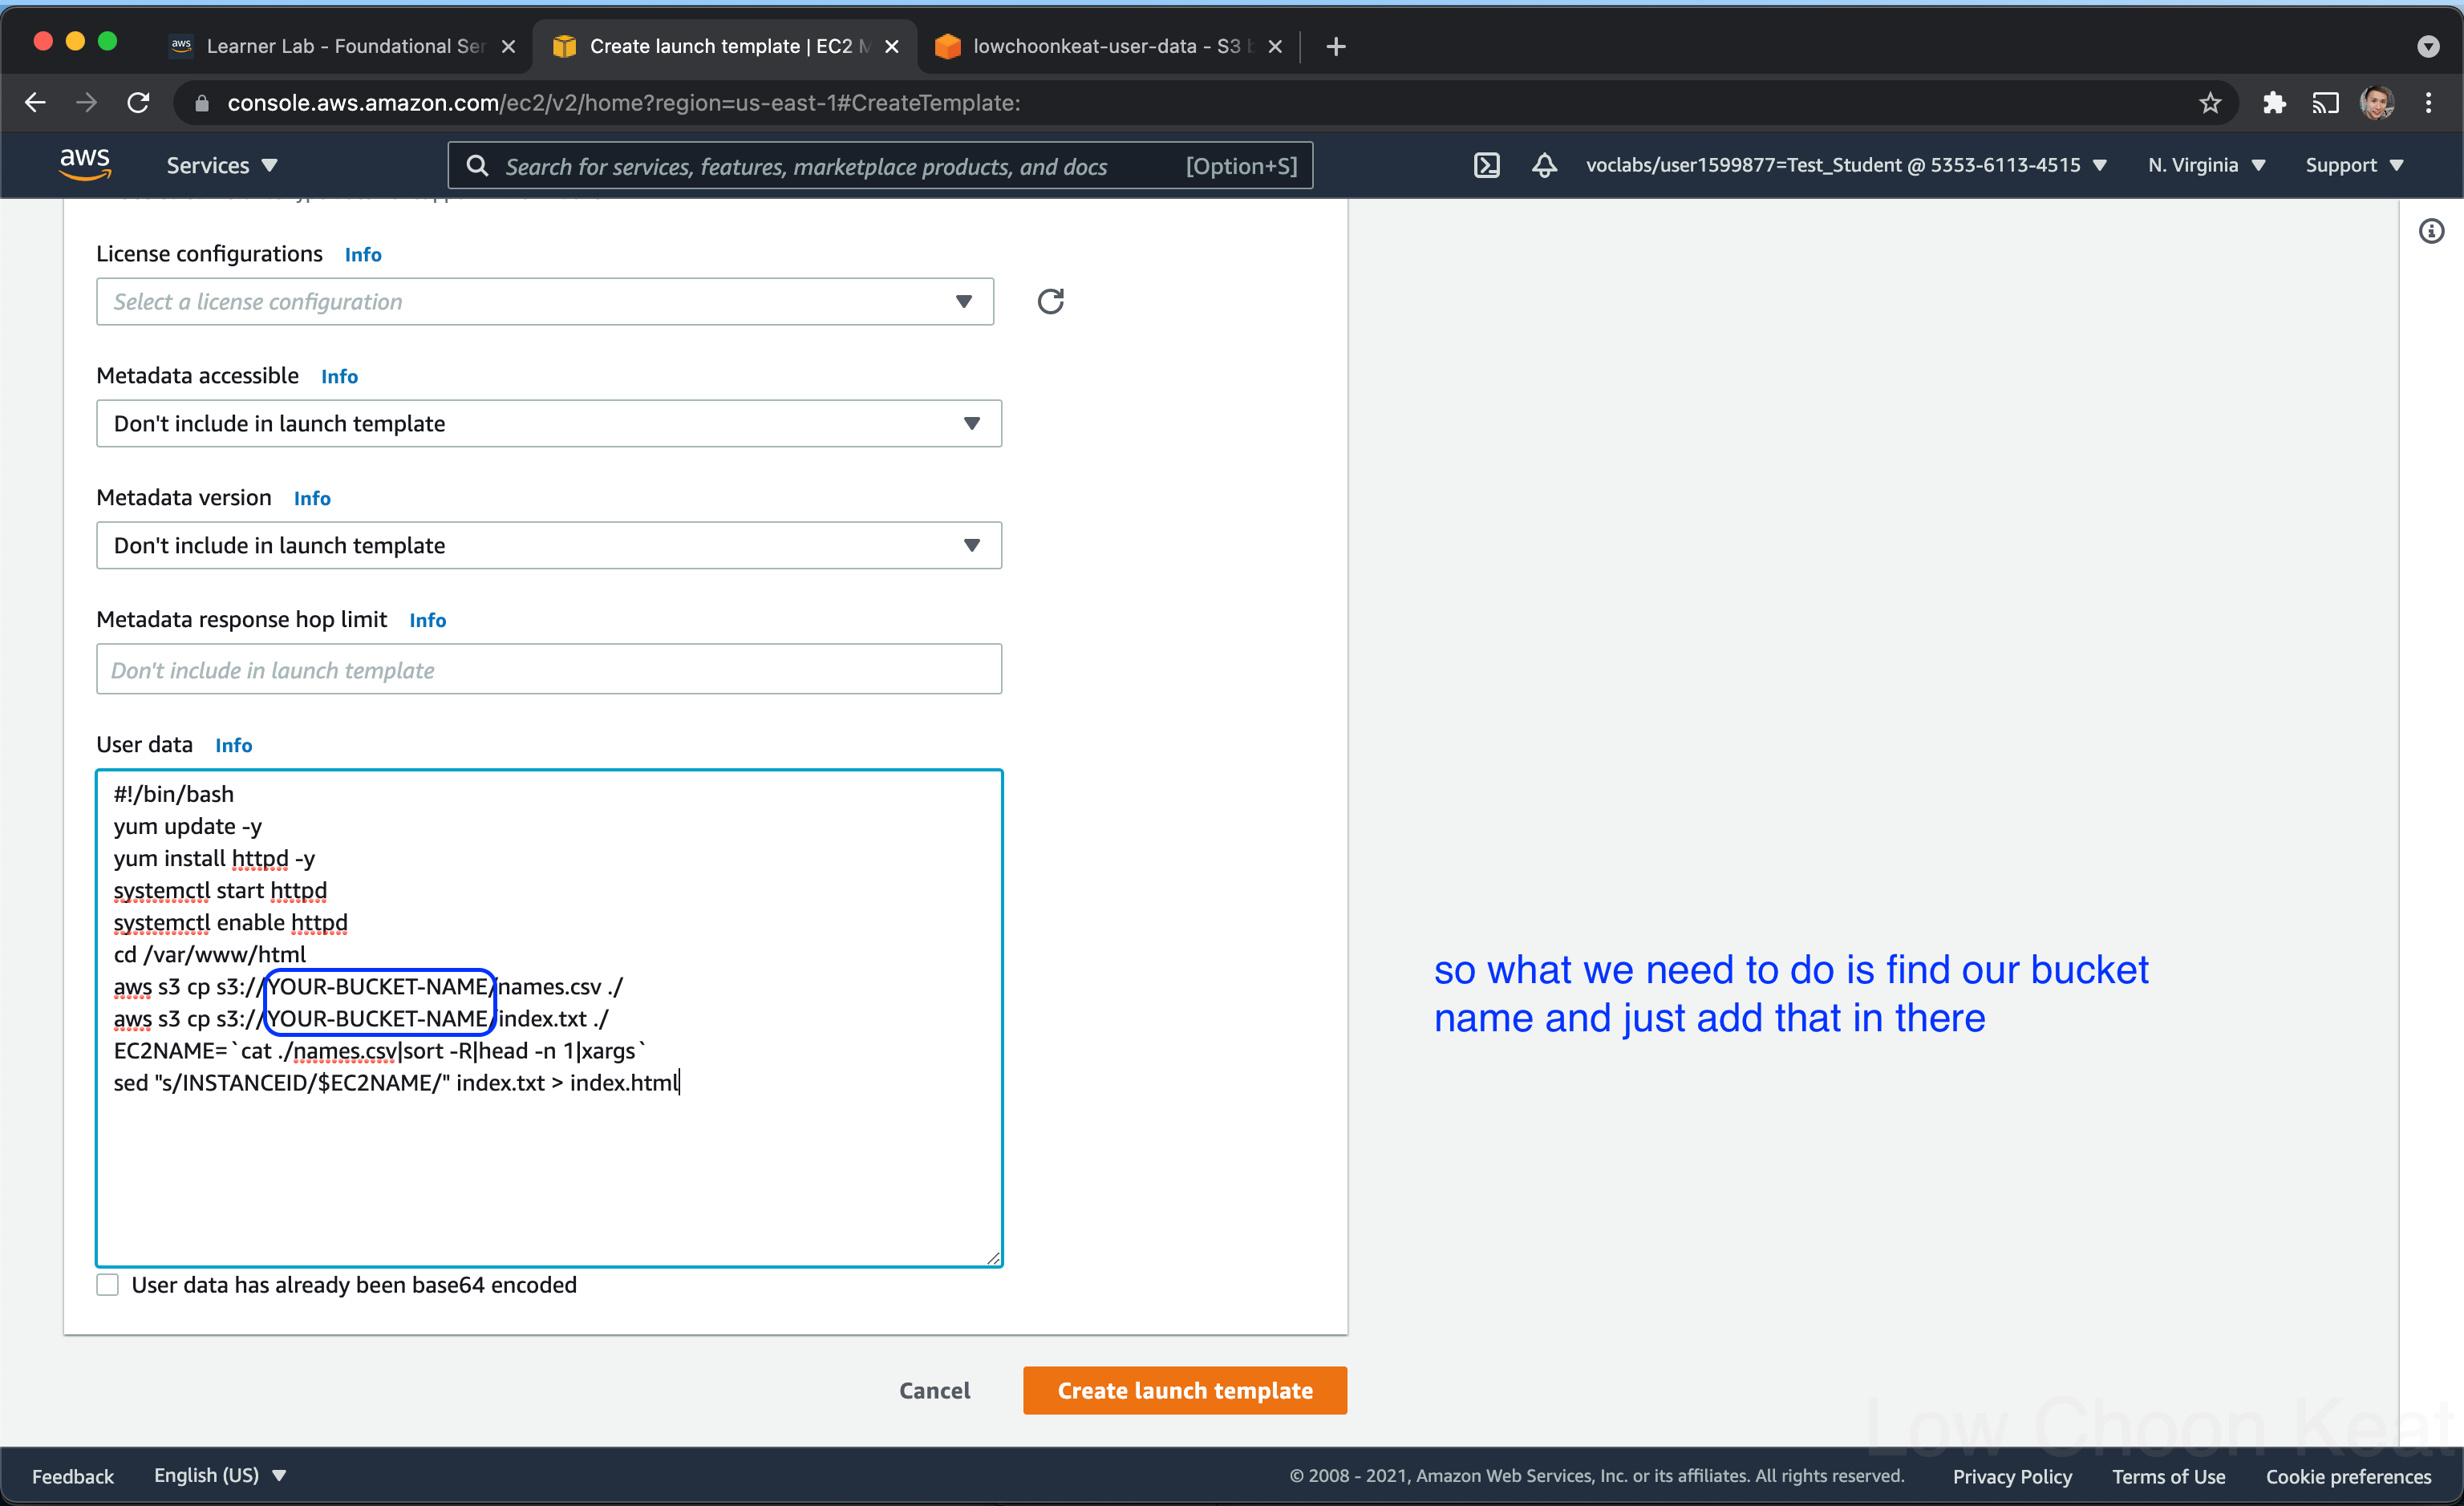 Learner Lab - Foundational Ser
Create launch template | EC2 M
lowchoonkeat-user-data - S3 b
console.aws.amazon.com/ec2/v2/home?region=us-east-1#CreateTemplate:
aws
Services
Search for services, features, marketplace products, and docs
[Option+S]
voclabs/user1599877=Test_Student @ 5353-6113-4515
N. Virginia
Support
License configurations Info
Select a license configuration
Metadata accessible Info
Don't include in launch template
Metadata version Info
Don't include in launch template
Metadata response hop limit Info
Don't include in launch template
User data Info
#!/bin/bash
yum update -y
yum install httpd -y
systemctl start httpd
systemctl enable httpd
cd /var/www/html
aws s3 cp s3://YOUR-BUCKET-NAME/names.csv ./
aws s3 cp s3://YOUR-BUCKET-NAME/index.txt ./
EC2NAME=`cat ./names.csv|sort -R|head -n 1|xargs`
sed "s/INSTANCEID/$EC2NAME/" index.txt > index.html
so what we need to do is find our bucket
name and just add that in there
User data has already been base64 encoded
Cancel
Create launch template
Low Choon Keat
Feedback
English (US)
© 2008 - 2021, Amazon Web Services, Inc. or its affiliates. All rights reserved.
Privacy Policy
Terms of Use
Cookie preferences